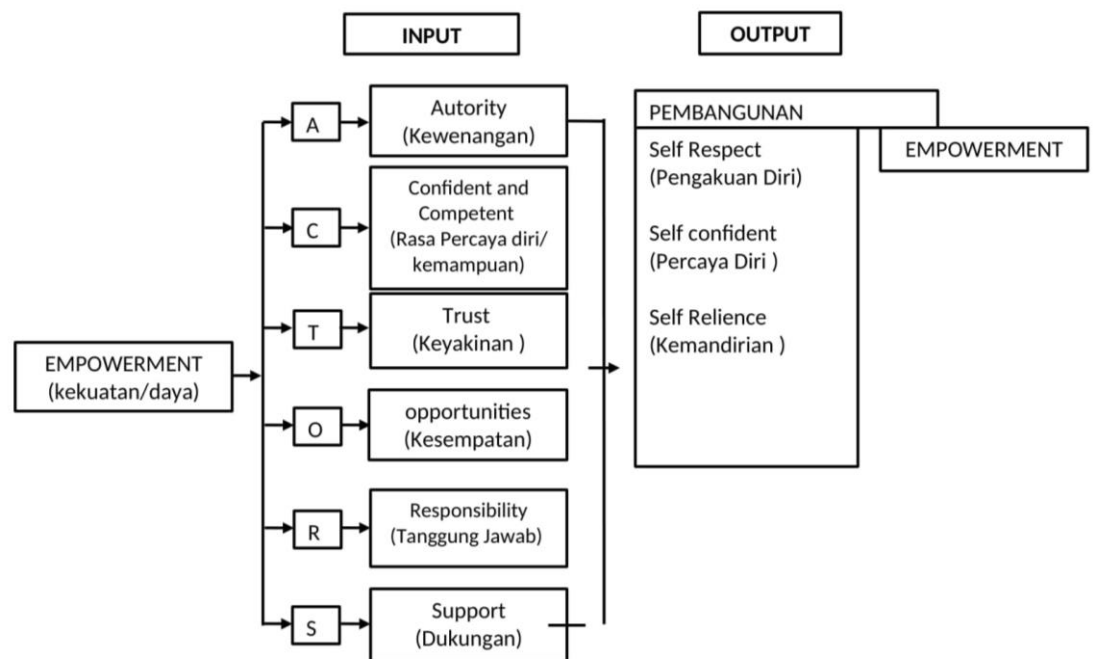 INPUT
OUTPUT
EMPOWERMENT
(kekuatan/daya)
A
Autority
(Kewenangan)
C
Confident and
Competent
(Rasa Percaya diri/
kemampuan)
T
Trust
(Keyakinan )
O
opportunities
(Kesempatan)
R
Responsibility
(Tanggung Jawab)
S
Support
(Dukungan)
PEMBANGUNAN
EMPOWERMENT
Self Respect
(Pengakuan Diri)
Self confident
(Percaya Diri )
Self Relience
(Kemandirian )